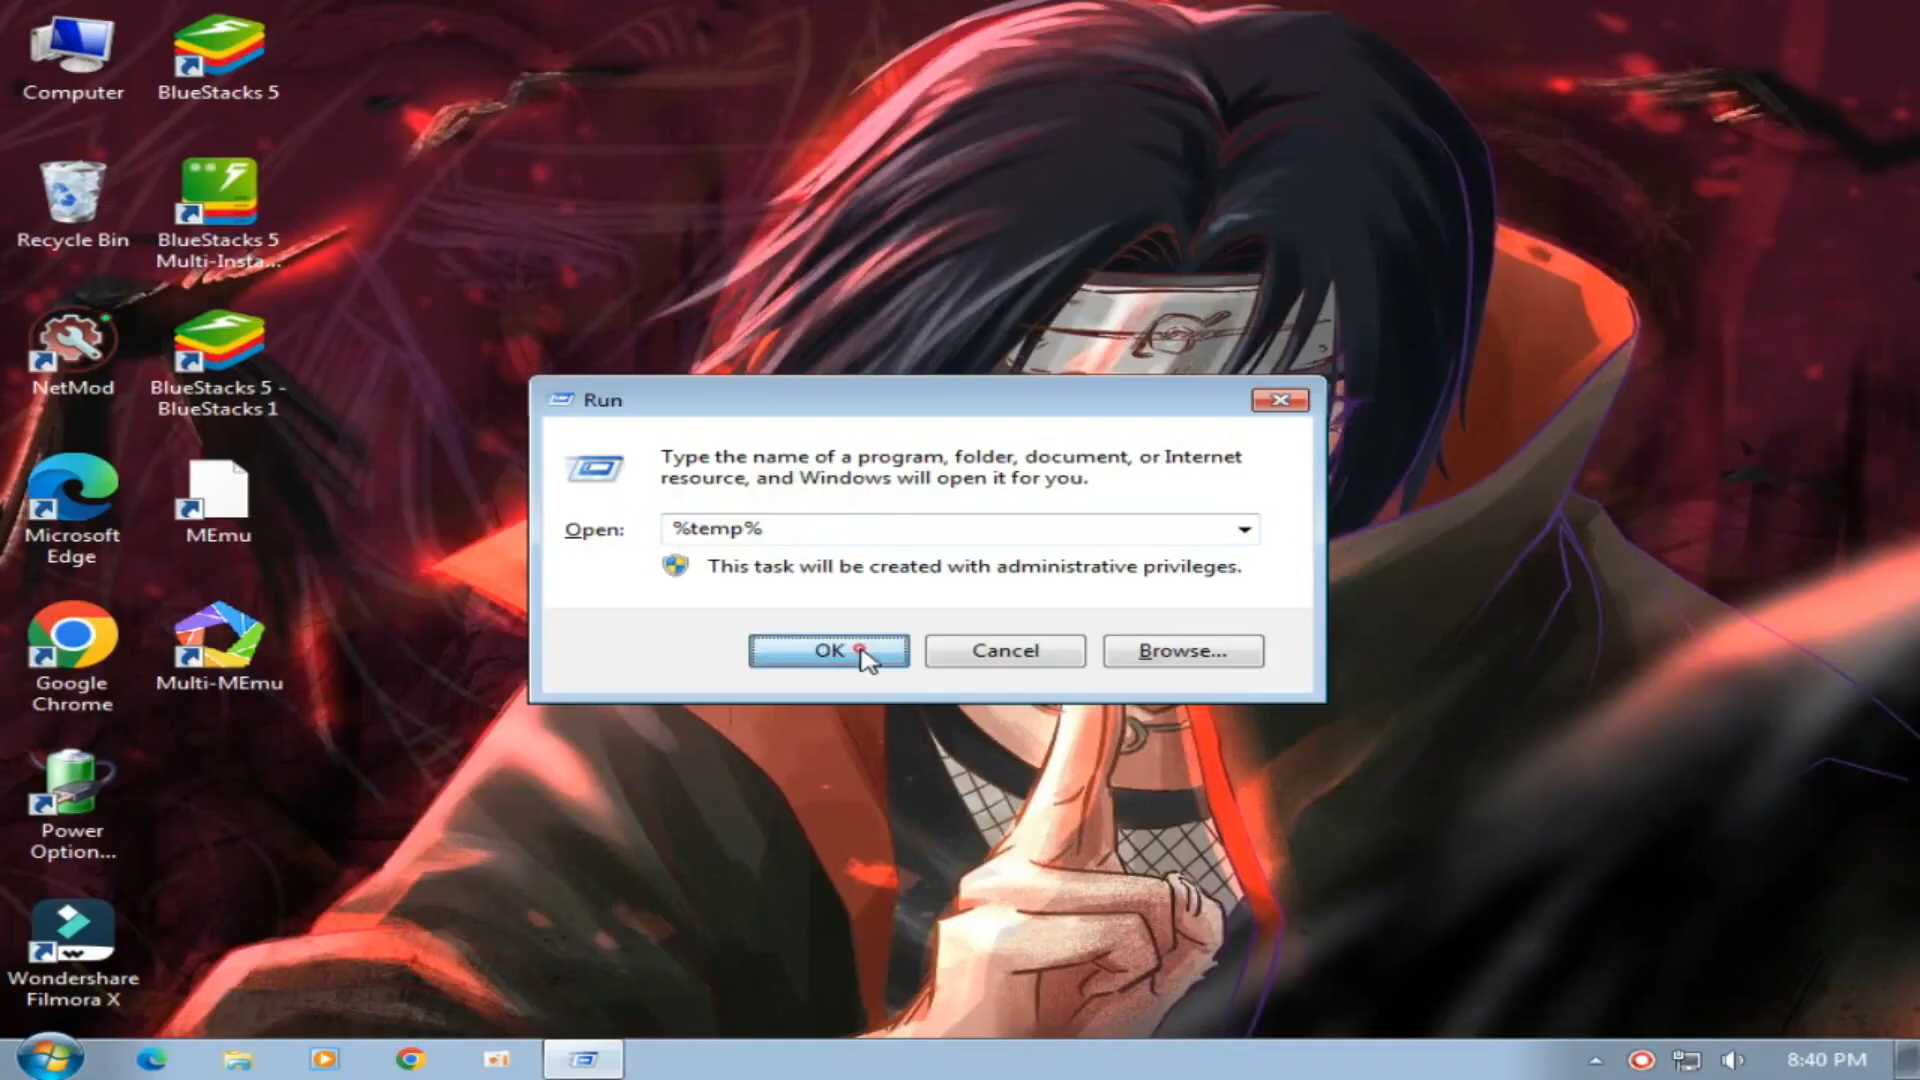 Computer
BlueStacks 5
Recycle Bin
BlueStacks 5
Multi-Insta...
NetMod
BlueStacks 5 -
BlueStacks 1
Microsoft
Edge
MEmu
Google
Chrome
Multi-MEmu
Power
Option...
Wondershare
Filmora X
Run
Type the name of a program, folder, document, or Internet
resource, and Windows will open it for you.
Open:
%temp%
This task will be created with administrative privileges.
OK
Cancel
Browse...
8:40 PM